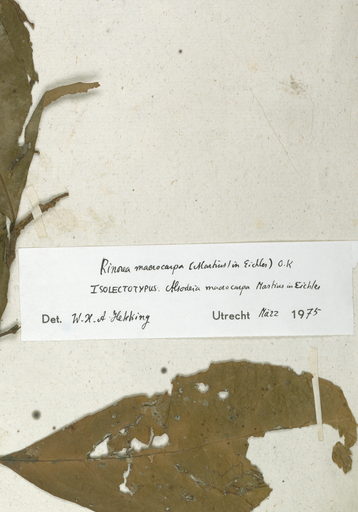 Rinorea macrocarpa (Martius in Eichler) O.K
ISOLECTOTYPUS. Alsodeia macrocarpa Martius in Eichler
Det. W.H.A Hekking Utrecht März 1975